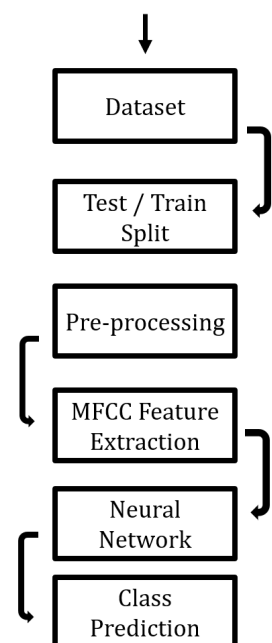 Dataset
Test / Train
Split
Pre-processing
MFCC Feature
Extraction
Neural
Network
Class
Prediction